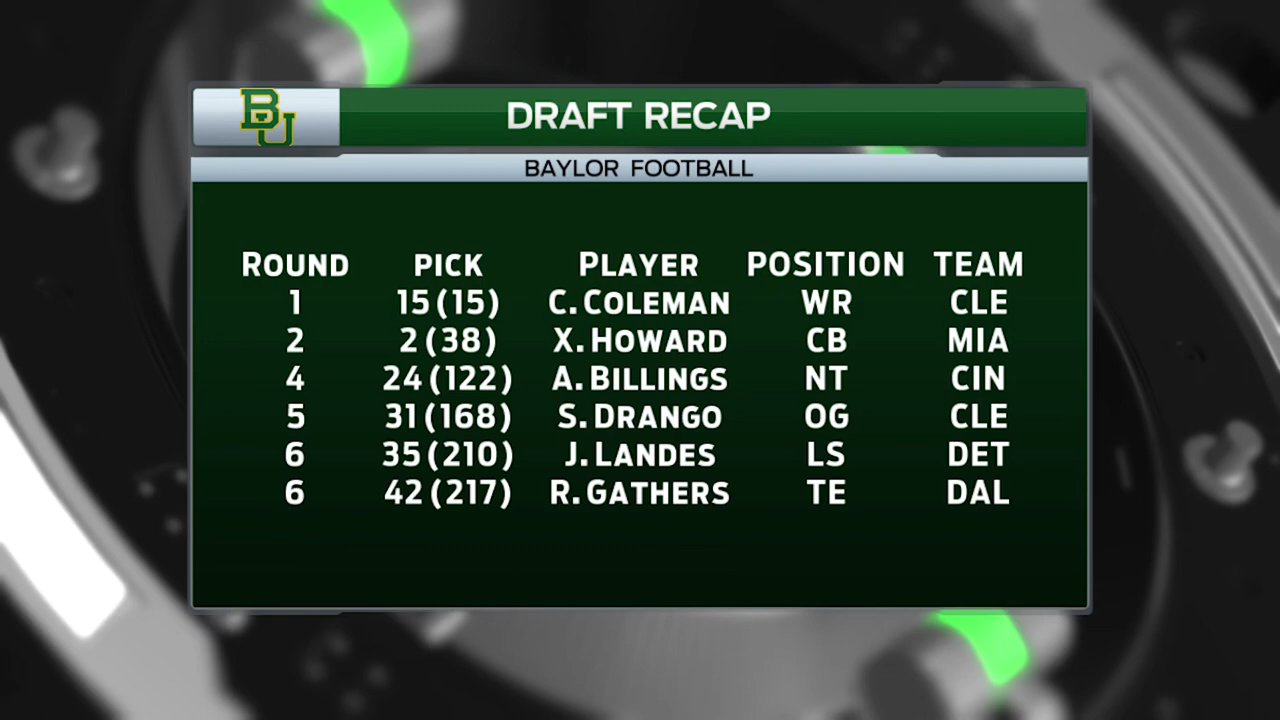 BU
DRAFT RECAP
BAYLOR FOOTBALL
ROUND PICK PLAYER POSITION TEAM
1 15 (15) C. COLEMAN WR CLE
2 2 (38) X. HOWARD CB MIA
4 24 (122) A. BILLINGS NT CIN
5 31 (168) S. DRANGO OG CLE
6 35 (210) J. LANDES LS DET
6 42 (217) R. GATHERS TE DAL